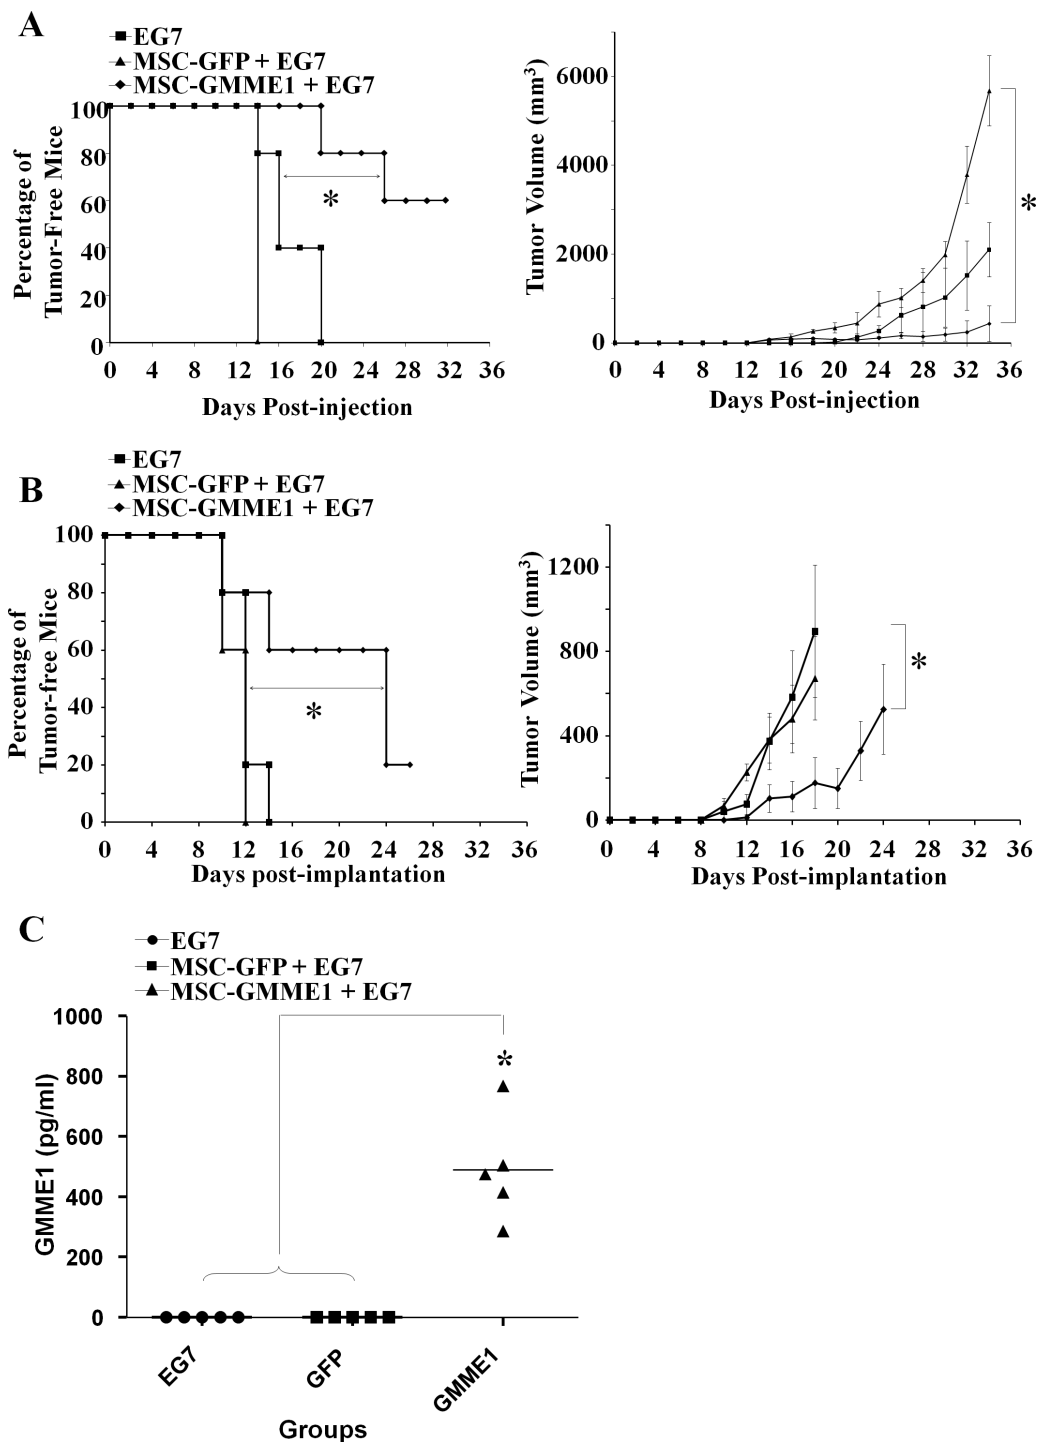 A
EG7
MSC-GFP + EG7
MSC-GMME1 + EG7
Percentage of
Tumor-Free Mice
100
80
60
40
20
0
0 4 8 12 16 20 24 28 32 36
Days Post-injection
*
Tumor Volume (mm³)
6000
4000
2000
0
0 4 8 12 16 20 24 28 32 36
Days Post-injection
*
B
EG7
MSC-GFP + EG7
MSC-GMME1 + EG7
Percentage of
Tumor-free Mice
100
80
60
40
20
0
0 4 8 12 16 20 24 28 32 36
Days post-implantation
*
Tumor Volume (mm³)
1200
800
400
0
0 4 8 12 16 20 24 28 32 36
Days Post-implantation
*
C
EG7
MSC-GFP + EG7
MSC-GMME1 + EG7
GMME1 (pg/ml)
1000
800
600
400
200
0
*
EG7
GFP
GMME1
Groups